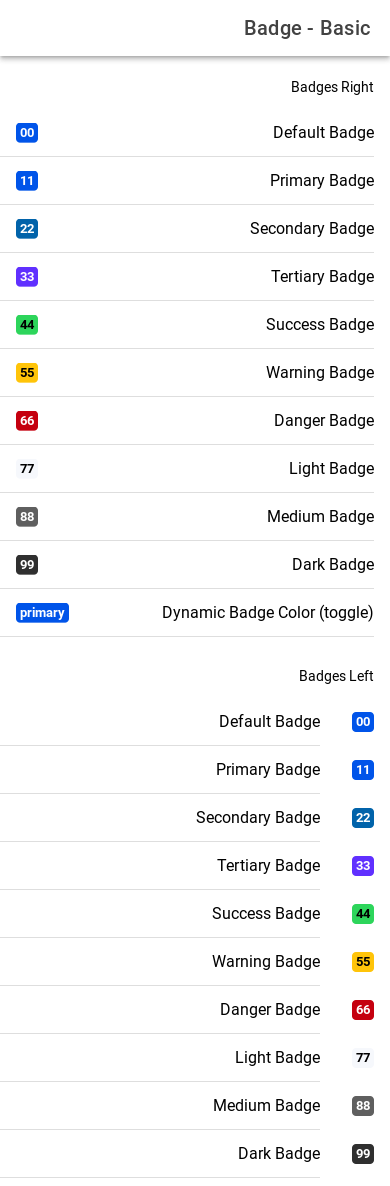 Badge - Basic
Badges Right
Default Badge 00
Primary Badge 11
Secondary Badge 22
Tertiary Badge 33
Success Badge 44
Warning Badge 55
Danger Badge 66
Light Badge 77
Medium Badge 88
Dark Badge 99
Dynamic Badge Color (toggle) primary
Badges Left
00 Default Badge
11 Primary Badge
22 Secondary Badge
33 Tertiary Badge
44 Success Badge
55 Warning Badge
66 Danger Badge
77 Light Badge
88 Medium Badge
99 Dark Badge